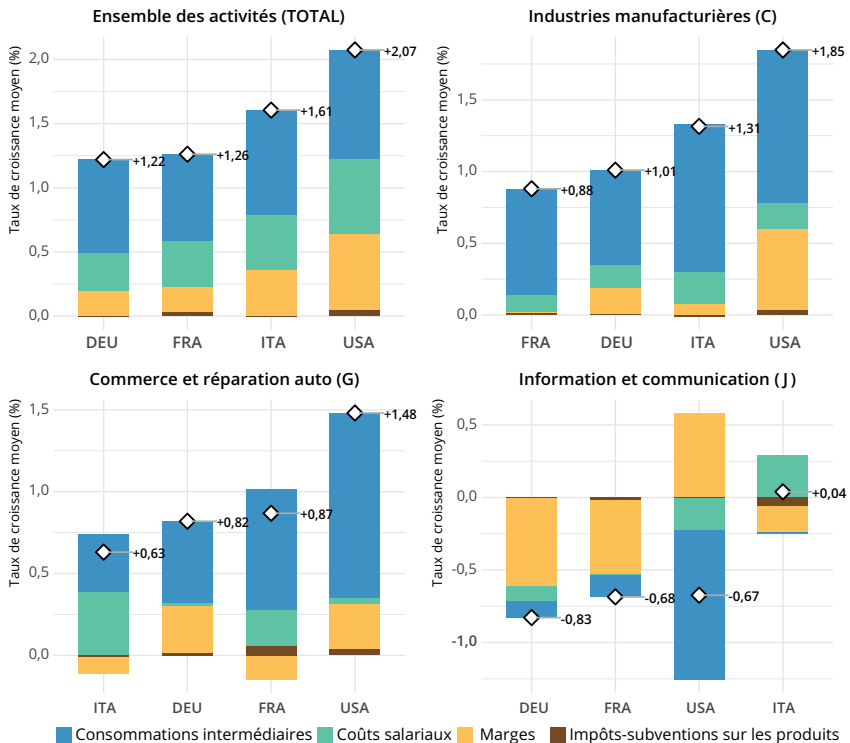 Ensemble des activités (TOTAL)
Taux de croissance moyen (%)
2,0
1,5
1,0
0,5
0,0
+1,22
+1,26
+1,61
+2,07
DEU
FRA
ITA
USA
Industries manufacturières (C)
Taux de croissance moyen (%)
1,5
1,0
0,5
0,0
+0,88
+1,01
+1,31
+1,85
FRA
DEU
ITA
USA
Commerce et réparation auto (G)
Taux de croissance moyen (%)
1,5
1,0
0,5
0,0
+0,63
+0,82
+0,87
+1,48
ITA
DEU
FRA
USA
Information et communication (J)
Taux de croissance moyen (%)
0,5
0,0
-0,5
-1,0
-0,83
-0,68
-0,67
+0,04
DEU
FRA
USA
ITA
Consommations intermédiaires
Coûts salariaux
Marges
Impôts-subventions sur les produits